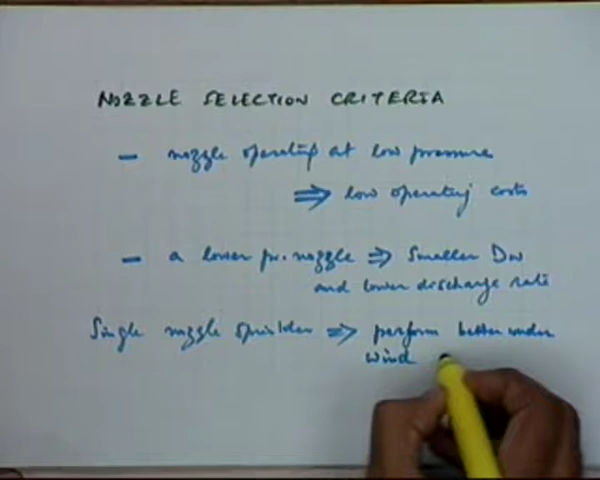 NOZZLE SELECTION CRITERIA
– nozzle operating at low pressure
⇒ low operating costs
– a lower pr. nozzle ⇒ Smaller Dw
and lower discharge rate
Single nozzle sprinkler ⇒ perform better under
wind